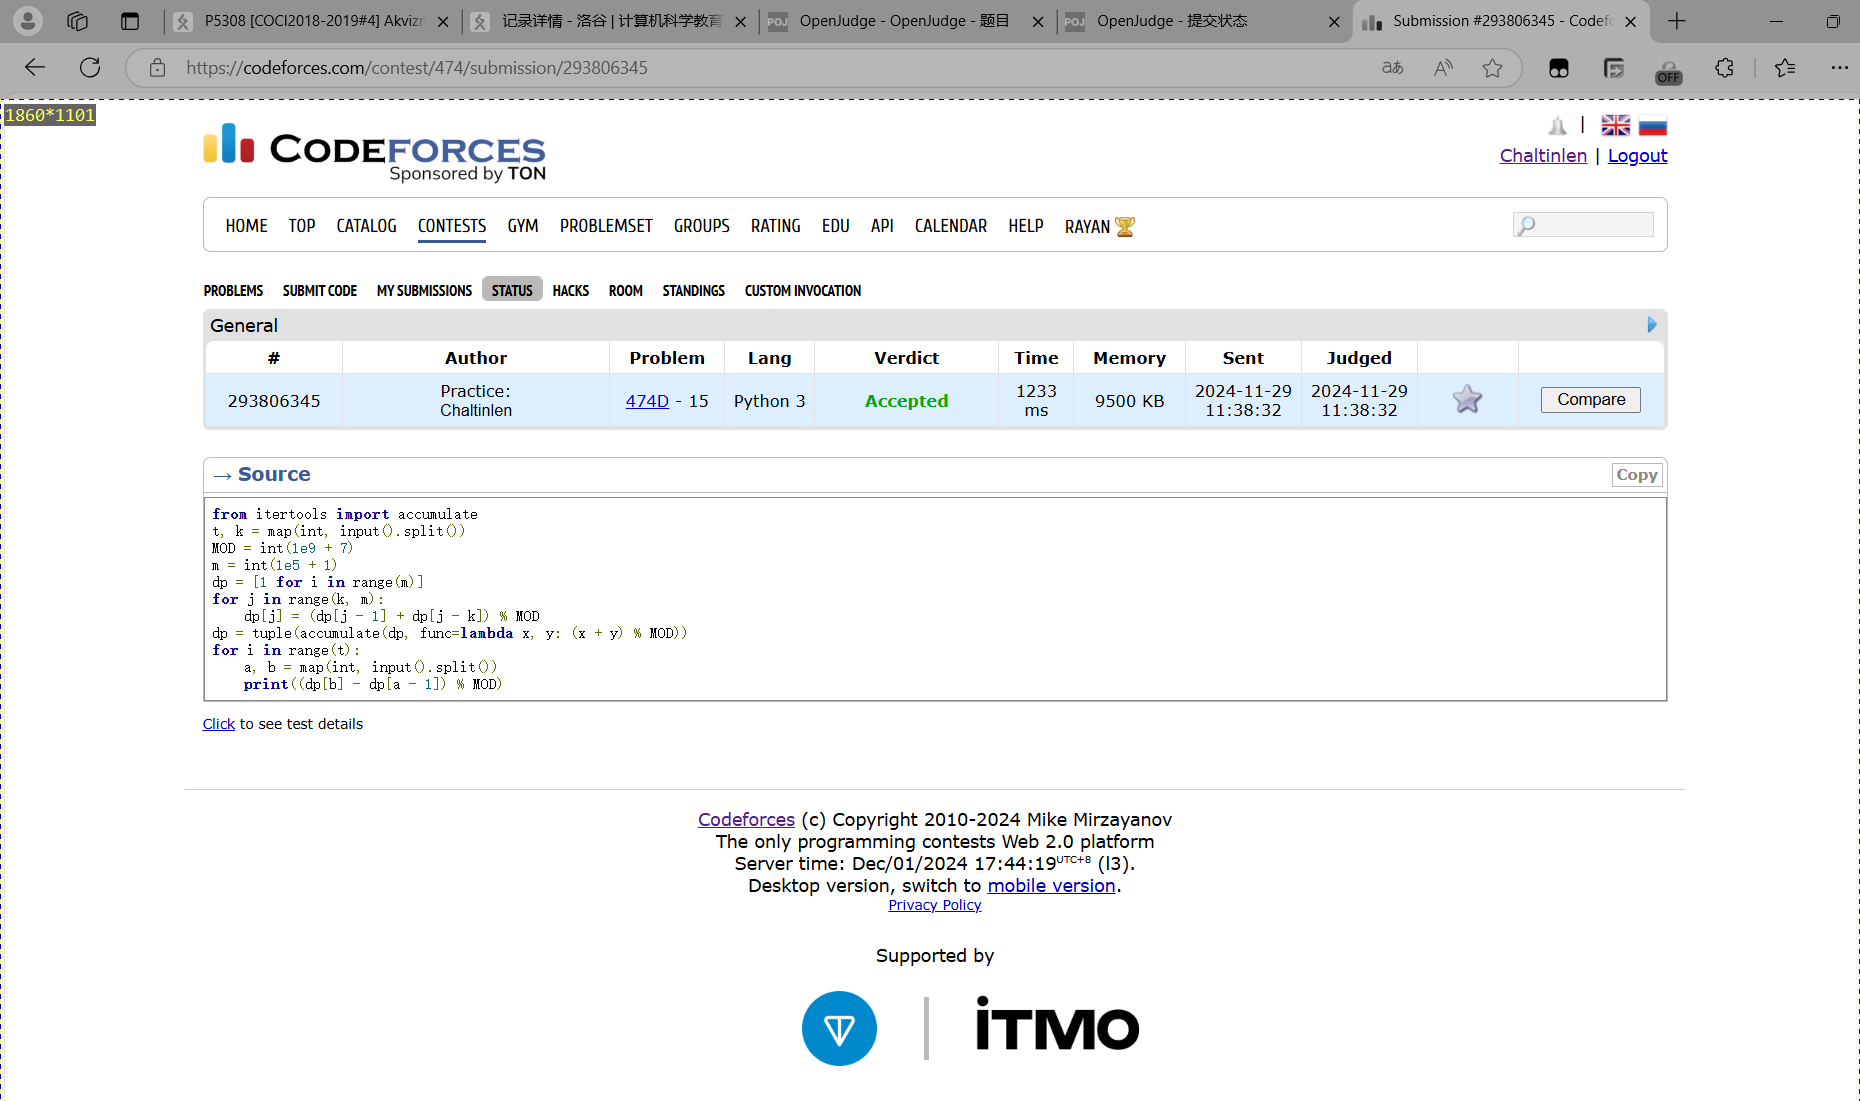 P5308 [COCI2018-2019#4] Akvizn
记录详情 - 洛谷 | 计算机科学教育
OpenJudge - OpenJudge - 题目
OpenJudge - 提交状态
Submission #293806345 - Codefo
https://codeforces.com/contest/474/submission/293806345
OFF
1860*1101
CODEFORCES
Sponsored by TON
Chaltinlen | Logout
HOME TOP CATALOG CONTESTS GYM PROBLEMSET GROUPS RATING EDU API CALENDAR HELP RAYAN
PROBLEMS SUBMIT CODE MY SUBMISSIONS STATUS HACKS ROOM STANDINGS CUSTOM INVOCATION
General
# Author Problem Lang Verdict Time Memory Sent Judged
293806345 Practice: Chaltinlen 474D - 15 Python 3 Accepted 1233 ms 9500 KB 2024-11-29 11:38:32 2024-11-29 11:38:32 Compare
→ Source
Copy
from itertools import accumulate
t, k = map(int, input().split())
MOD = int(1e9 + 7)
m = int(1e5 + 1)
dp = [1 for i in range(m)]
for j in range(k, m):
    dp[j] = (dp[j - 1] + dp[j - k]) % MOD
dp = tuple(accumulate(dp, func=lambda x, y: (x + y) % MOD))
for i in range(t):
    a, b = map(int, input().split())
    print((dp[b] - dp[a - 1]) % MOD)
Click to see test details
Codeforces (c) Copyright 2010-2024 Mike Mirzayanov
The only programming contests Web 2.0 platform
Server time: Dec/01/2024 17:44:19UTC+8 (l3).
Desktop version, switch to mobile version.
Privacy Policy
Supported by
iTMO